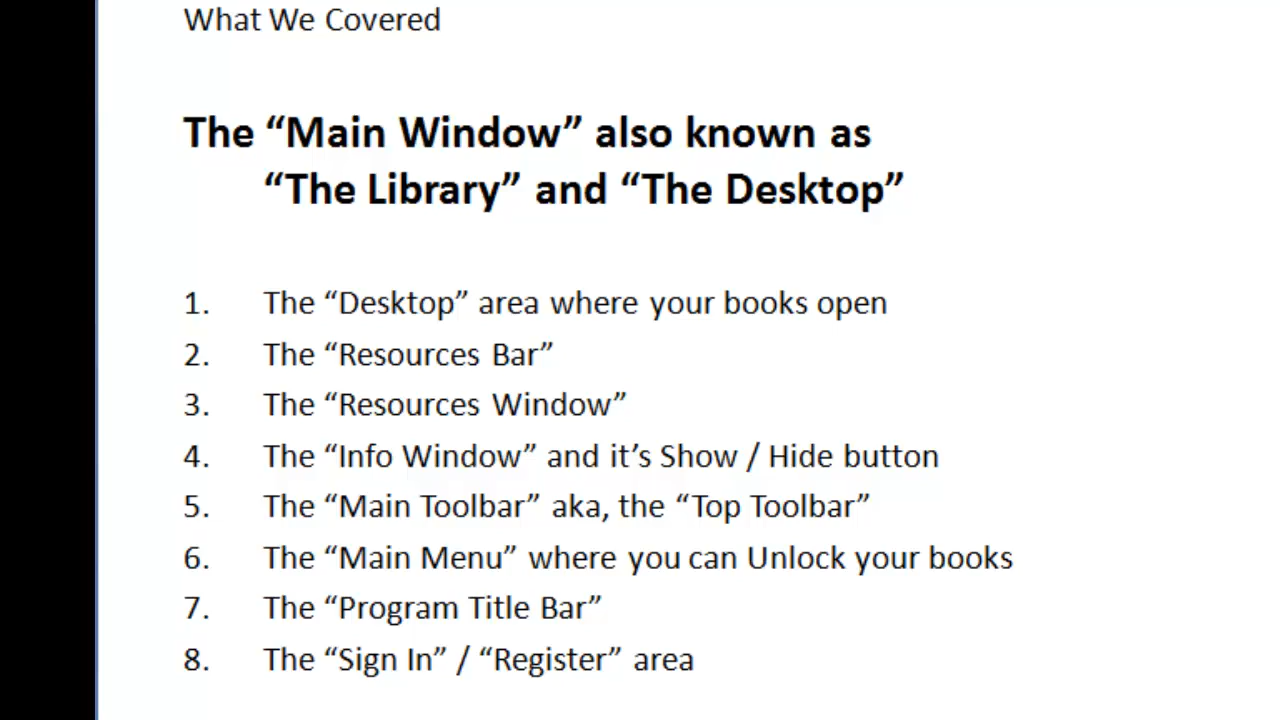 What We Covered
The “Main Window” also known as
“The Library” and “The Desktop”
1. The “Desktop” area where your books open
2. The “Resources Bar”
3. The “Resources Window”
4. The “Info Window” and it’s Show / Hide button
5. The “Main Toolbar” aka, the “Top Toolbar”
6. The “Main Menu” where you can Unlock your books
7. The “Program Title Bar”
8. The “Sign In” / “Register” area